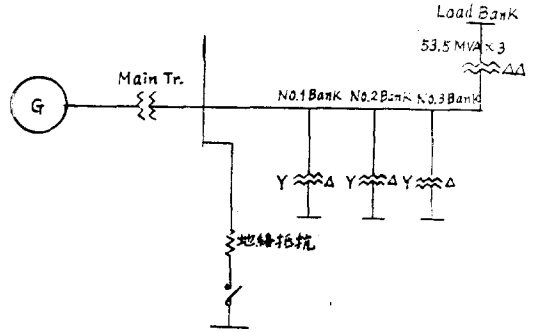 Load Bank
53.5 MVA × 3
ΔΔ
Main Tr.
G
NO.1 Bank NO.2 Bank NO.3 Bank
Y Δ Y Δ Y Δ
地絡抵抗